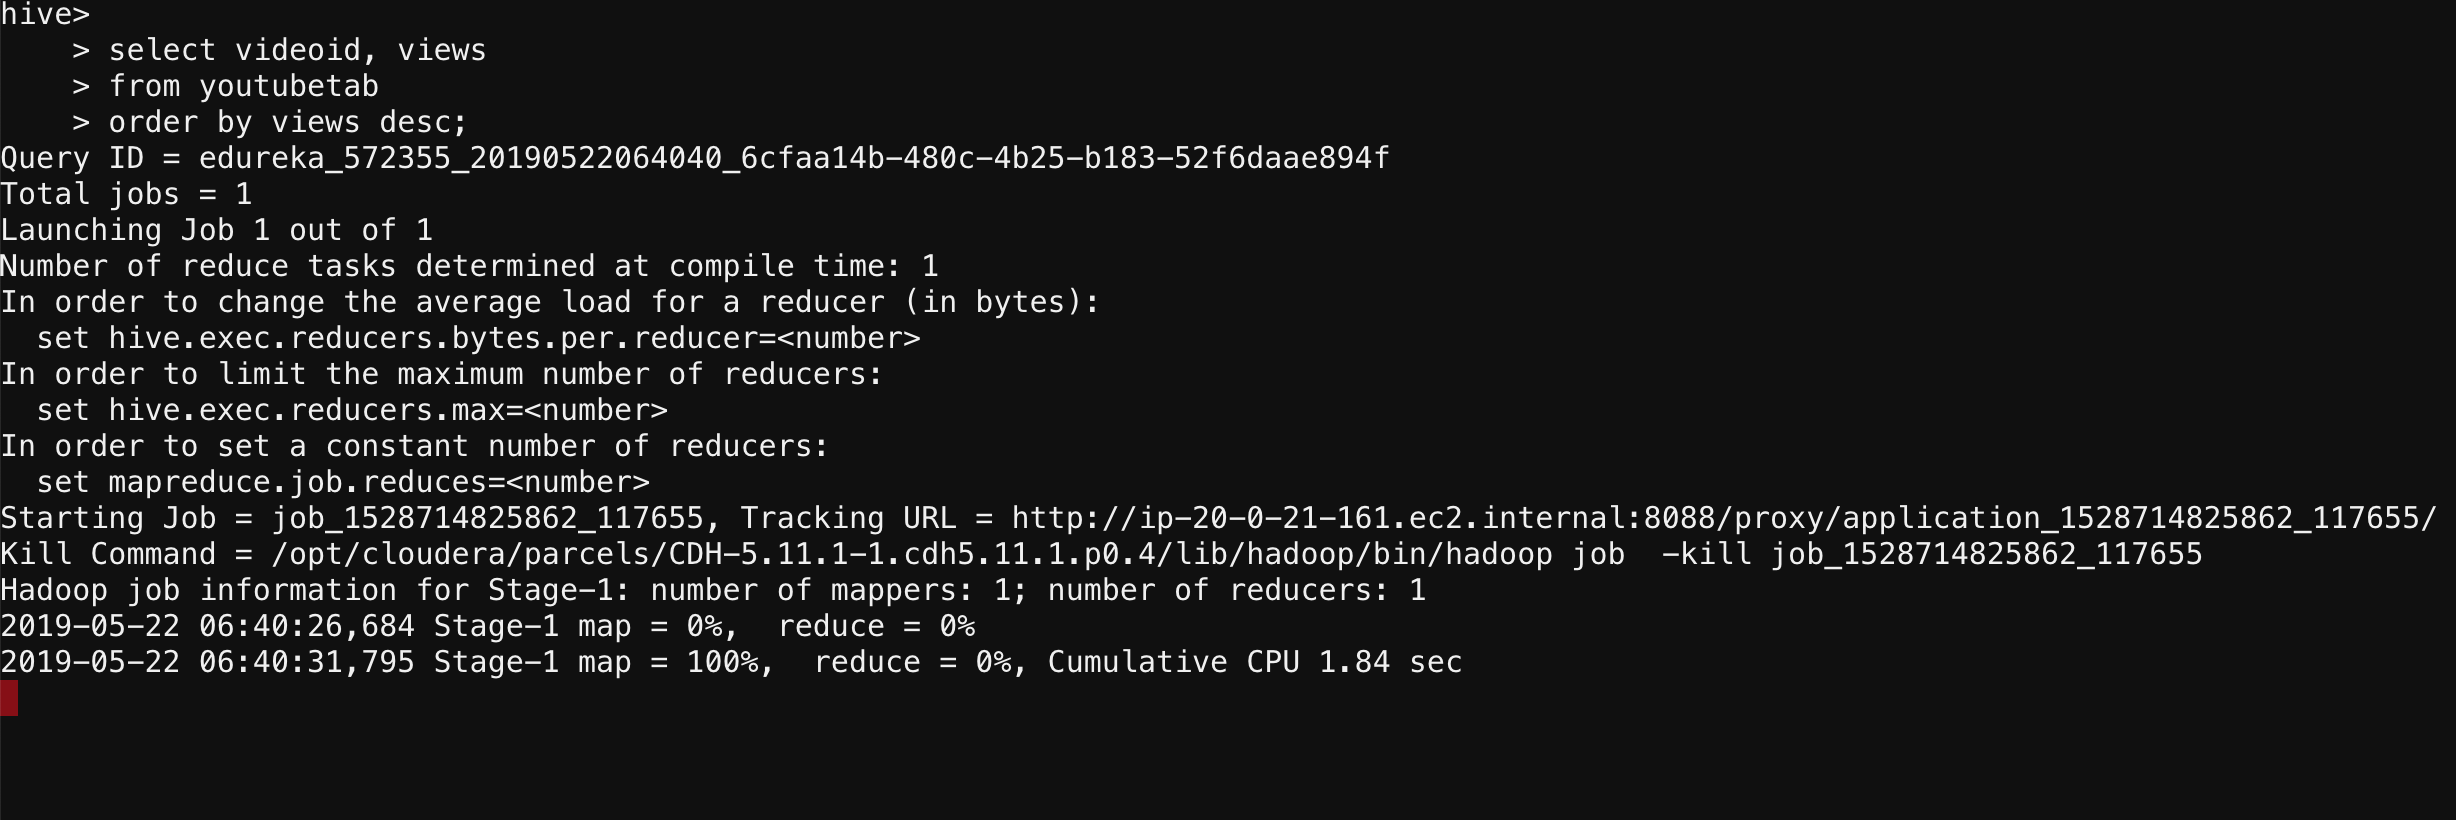 hive>
    > select videoid, views
    > from youtubetab
    > order by views desc;
Query ID = edureka_572355_20190522064040_6cfaa14b-480c-4b25-b183-52f6daae894f
Total jobs = 1
Launching Job 1 out of 1
Number of reduce tasks determined at compile time: 1
In order to change the average load for a reducer (in bytes):
  set hive.exec.reducers.bytes.per.reducer=<number>
In order to limit the maximum number of reducers:
  set hive.exec.reducers.max=<number>
In order to set a constant number of reducers:
  set mapreduce.job.reduces=<number>
Starting Job = job_1528714825862_117655, Tracking URL = http://ip-20-0-21-161.ec2.internal:8088/proxy/application_1528714825862_117655/
Kill Command = /opt/cloudera/parcels/CDH-5.11.1-1.cdh5.11.1.p0.4/lib/hadoop/bin/hadoop job  -kill job_1528714825862_117655
Hadoop job information for Stage-1: number of mappers: 1; number of reducers: 1
2019-05-22 06:40:26,684 Stage-1 map = 0%,  reduce = 0%
2019-05-22 06:40:31,795 Stage-1 map = 100%,  reduce = 0%, Cumulative CPU 1.84 sec